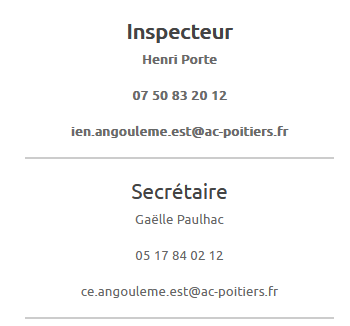 Inspecteur
Henri Porte
07 50 83 20 12
ien.angouleme.est@ac-poitiers.fr
Secrétaire
Gaëlle Paulhac
05 17 84 02 12
ce.angouleme.est@ac-poitiers.fr